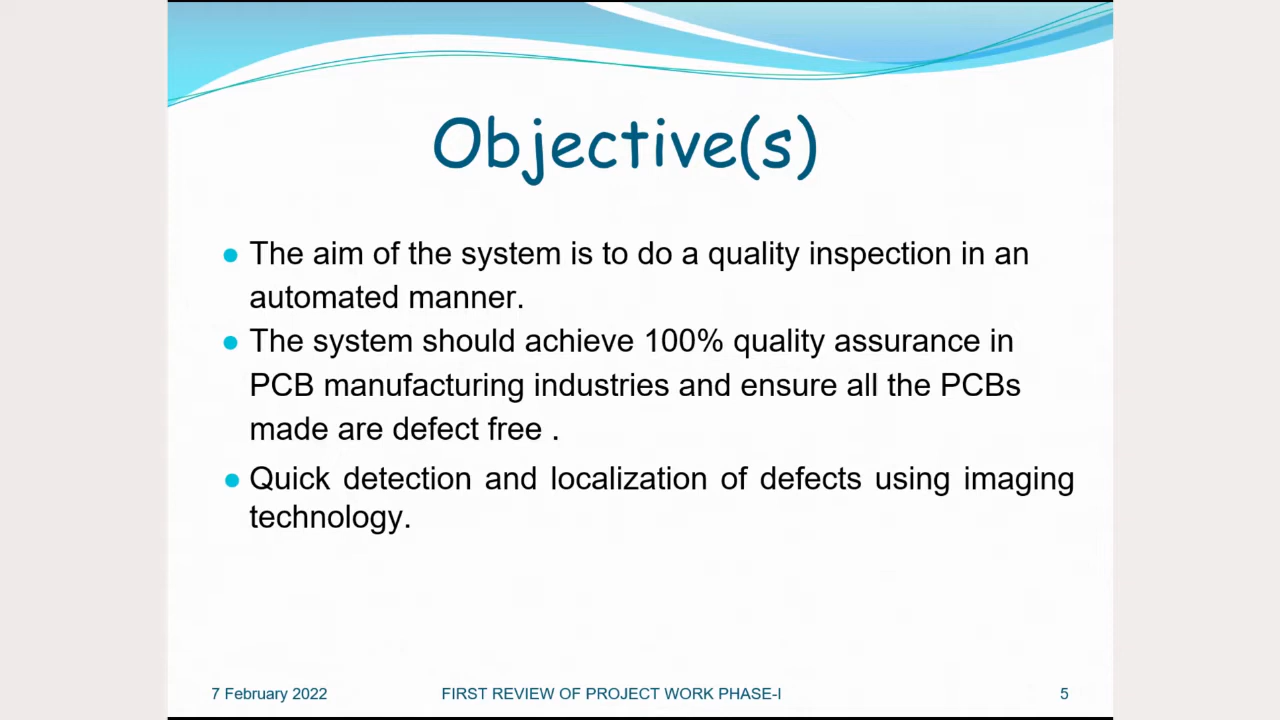 Objective(s)
● The aim of the system is to do a quality inspection in an
automated manner.
● The system should achieve 100% quality assurance in
PCB manufacturing industries and ensure all the PCBs
made are defect free .
● Quick detection and localization of defects using imaging
technology.
7 February 2022 FIRST REVIEW OF PROJECT WORK PHASE-I 5